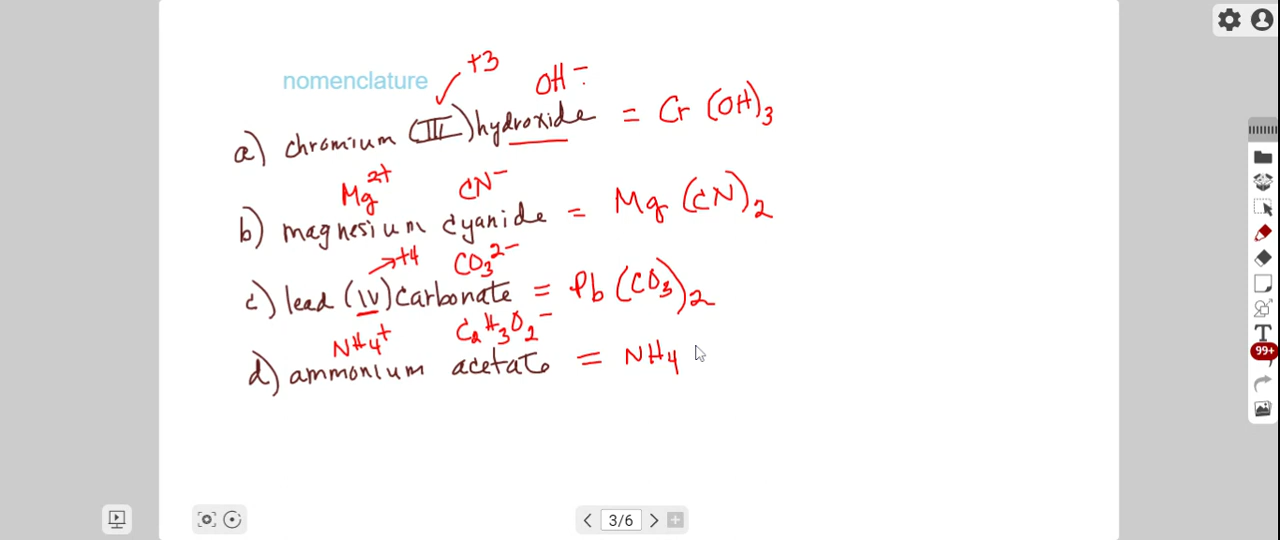 nomenclature +3 OH⁻
a) chromium (III) hydroxide = Cr (OH)₃
Mg²⁺ CN⁻
b) magnesium cyanide = Mg (CN)₂
+4 CO₃²⁻
c) lead (IV) Carbonate = Pb (CO₃)₂
NH₄⁺ C₂H₃O₂⁻
d) ammonium acetate = NH₄
99+
T
3/6